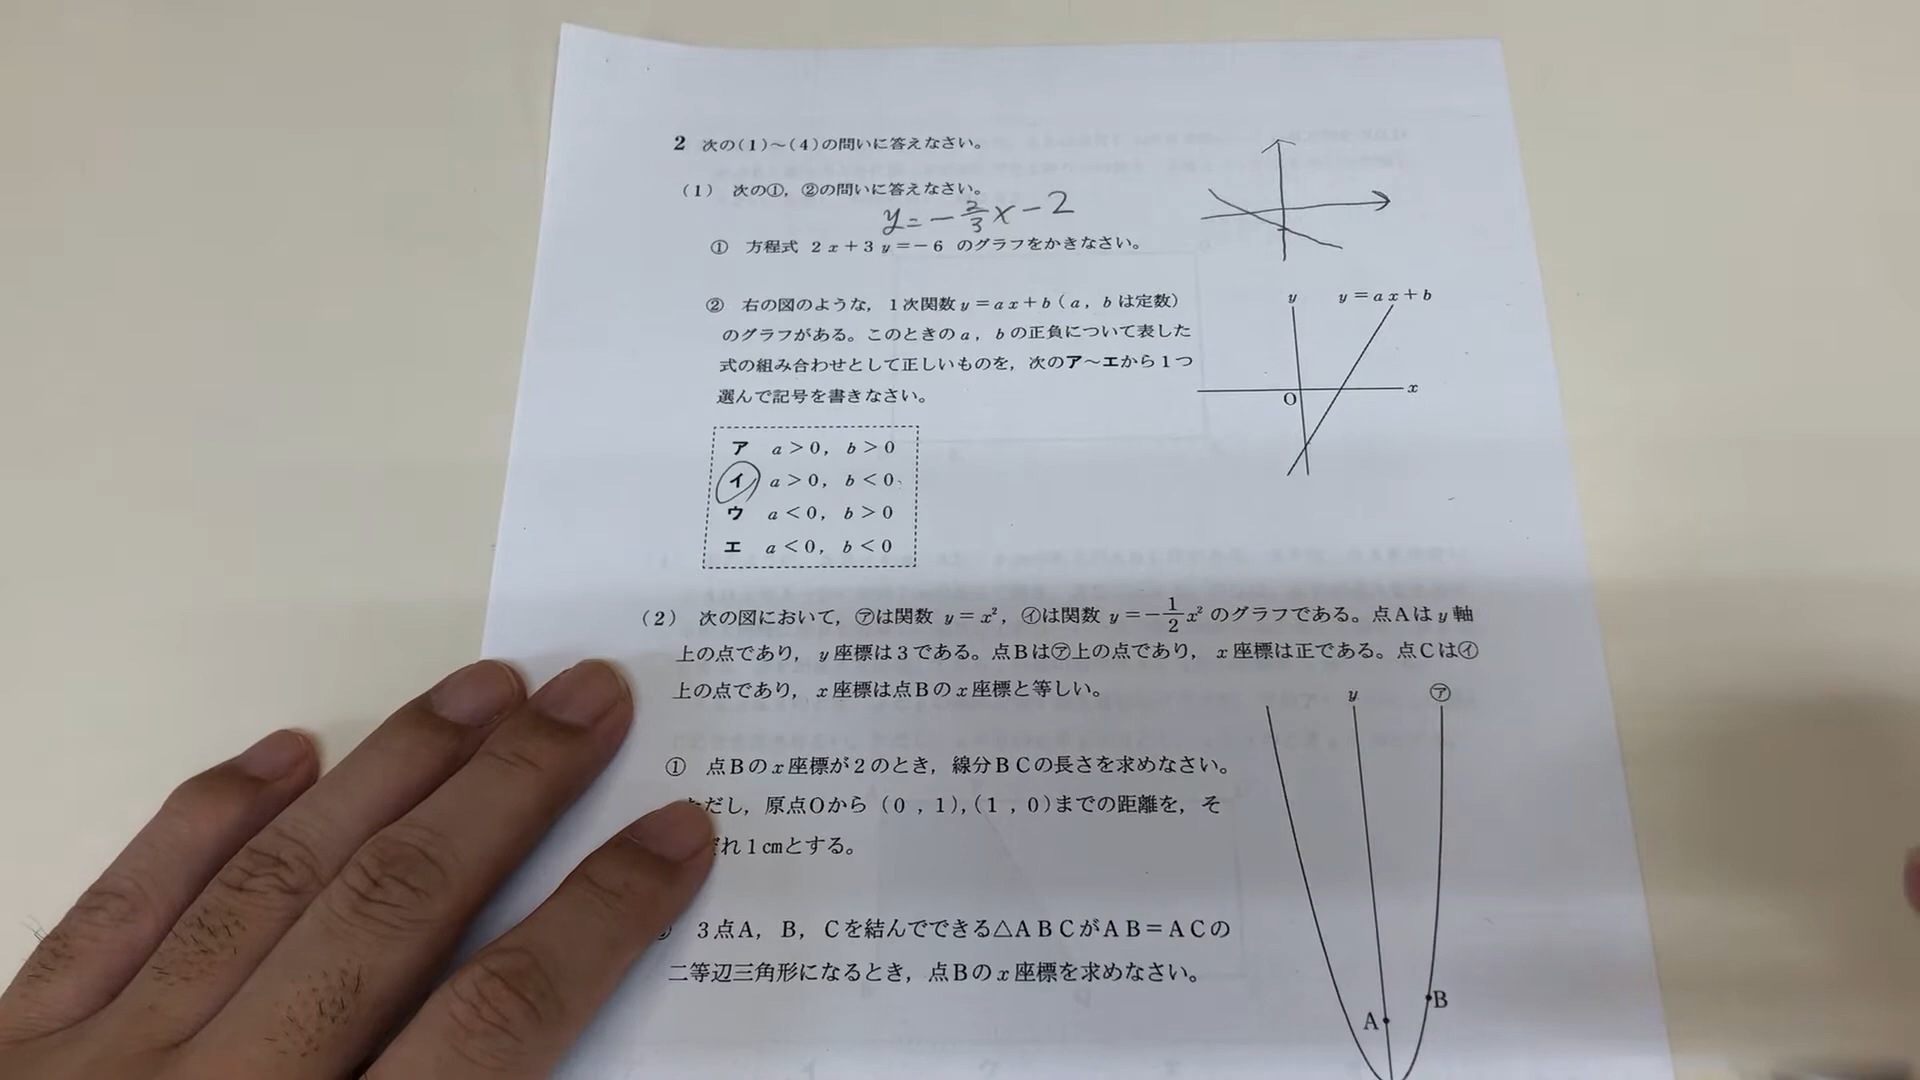 2 次の(1)～(4)の問いに答えなさい。
(1) 次の①，②の問いに答えなさい。
y=-2/3x-2
① 方程式 2x+3y=-6 のグラフをかきなさい。
② 右の図のような，1次関数y=ax+b(a，bは定数)
のグラフがある。このときのa，bの正負について表した
式の組み合わせとして正しいものを，次のア～エから1つ
選んで記号を書きなさい。
y y=ax+b
x
O
ア a>0，b>0
イ a>0，b<0
ウ a<0，b>0
エ a<0，b<0
(2) 次の図において，㋐は関数 y=x²，㋑は関数 y=-1/2x² のグラフである。点Aはy軸
上の点であり，y座標は3である。点Bは㋐上の点であり，x座標は正である。点Cは㋑
上の点であり，x座標は点Bのx座標と等しい。
y ㋐
① 点Bのx座標が2のとき，線分BCの長さを求めなさい。
だし，原点Oから(0，1),(1，0)までの距離を，そ
れ1cmとする。
3点A，B，Cを結んでできる△ABCがAB=ACの
二等辺三角形になるとき，点Bのx座標を求めなさい。
B
A